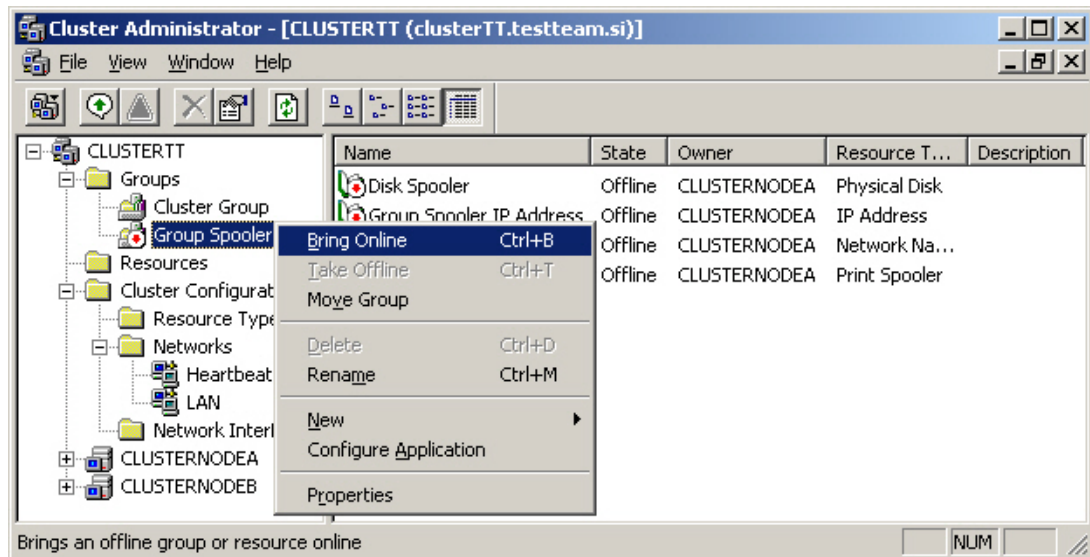 Cluster Administrator - [CLUSTERTT (clusterTT.testteam.si)]
File View Window Help
CLUSTERTT
Groups
Cluster Group
Group Spooler
Resources
Cluster Configurat
Resource Type
Networks
Heartbeat
LAN
Network Interf
CLUSTERNODEA
CLUSTERNODEB
Name State Owner Resource T... Description
Disk Spooler Offline CLUSTERNODEA Physical Disk
Group Spooler IP Address Offline CLUSTERNODEA IP Address
Offline CLUSTERNODEA Network Na...
Offline CLUSTERNODEA Print Spooler
Bring Online Ctrl+B
Take Offline Ctrl+T
Move Group
Delete Ctrl+D
Rename Ctrl+M
New
Configure Application
Properties
Brings an offline group or resource online
NUM